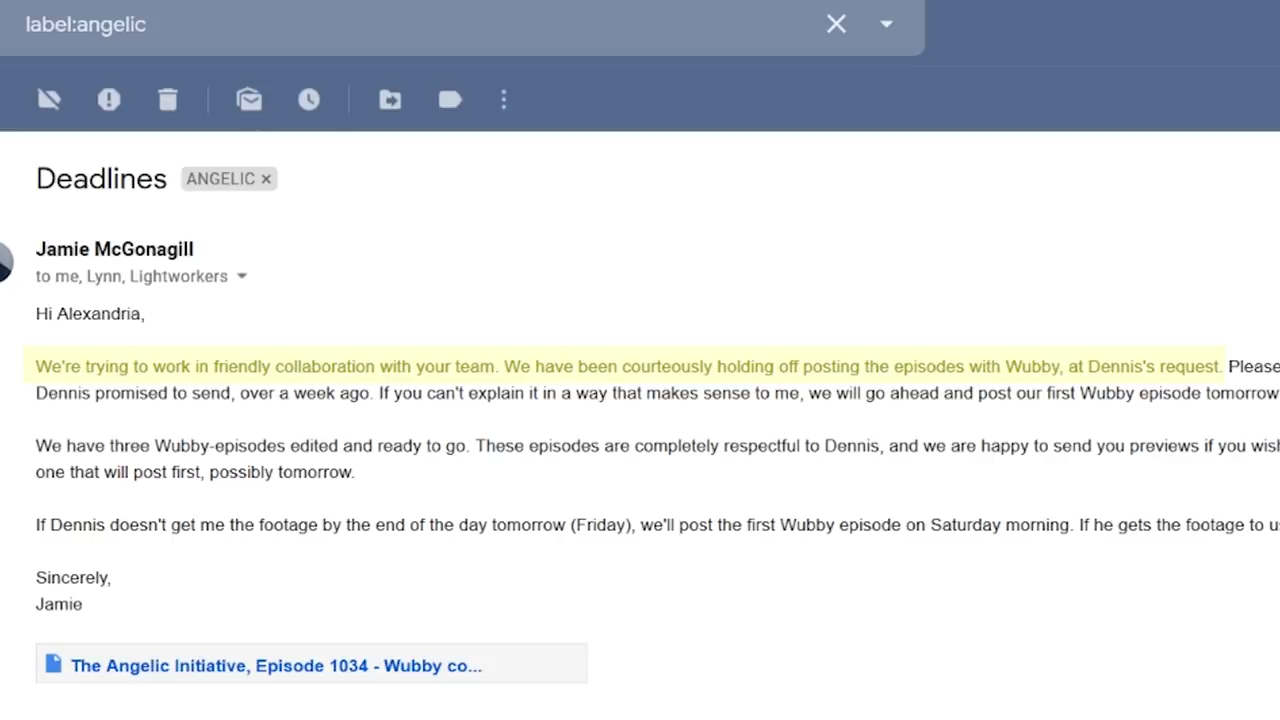 label:angelic
Deadlines ANGELIC ×
Jamie McGonagill
to me, Lynn, Lightworkers
Hi Alexandria,
We're trying to work in friendly collaboration with your team. We have been courteously holding off posting the episodes with Wubby, at Dennis's request. Please
Dennis promised to send, over a week ago. If you can't explain it in a way that makes sense to me, we will go ahead and post our first Wubby episode tomorrow
We have three Wubby-episodes edited and ready to go. These episodes are completely respectful to Dennis, and we are happy to send you previews if you wish
one that will post first, possibly tomorrow.
If Dennis doesn't get me the footage by the end of the day tomorrow (Friday), we'll post the first Wubby episode on Saturday morning. If he gets the footage to
Sincerely,
Jamie
The Angelic Initiative, Episode 1034 - Wubby co...